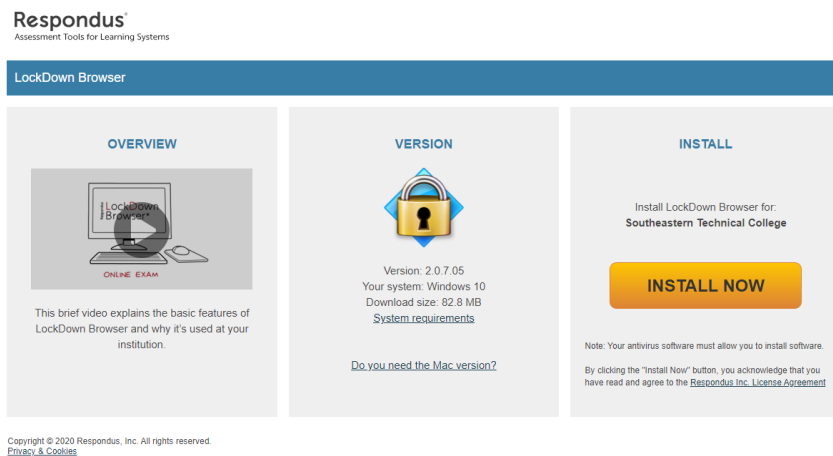 Respondus
Assessment Tools for Learning Systems
LockDown Browser
OVERVIEW
LockDown
Browser
ONLINE EXAM
This brief video explains the basic features of
LockDown Browser and why it's used at your
institution.
VERSION
Version: 2.0.7.05
Your system: Windows 10
Download size: 82.8 MB
System requirements
Do you need the Mac version?
INSTALL
Install LockDown Browser for:
Southeastern Technical College
INSTALL NOW
Note: Your antivirus software must allow you to install software.
By clicking the "Install Now" button, you acknowledge that you
have read and agree to the Respondus Inc. License Agreement
Copyright © 2020 Respondus, Inc. All rights reserved.
Privacy & Cookies